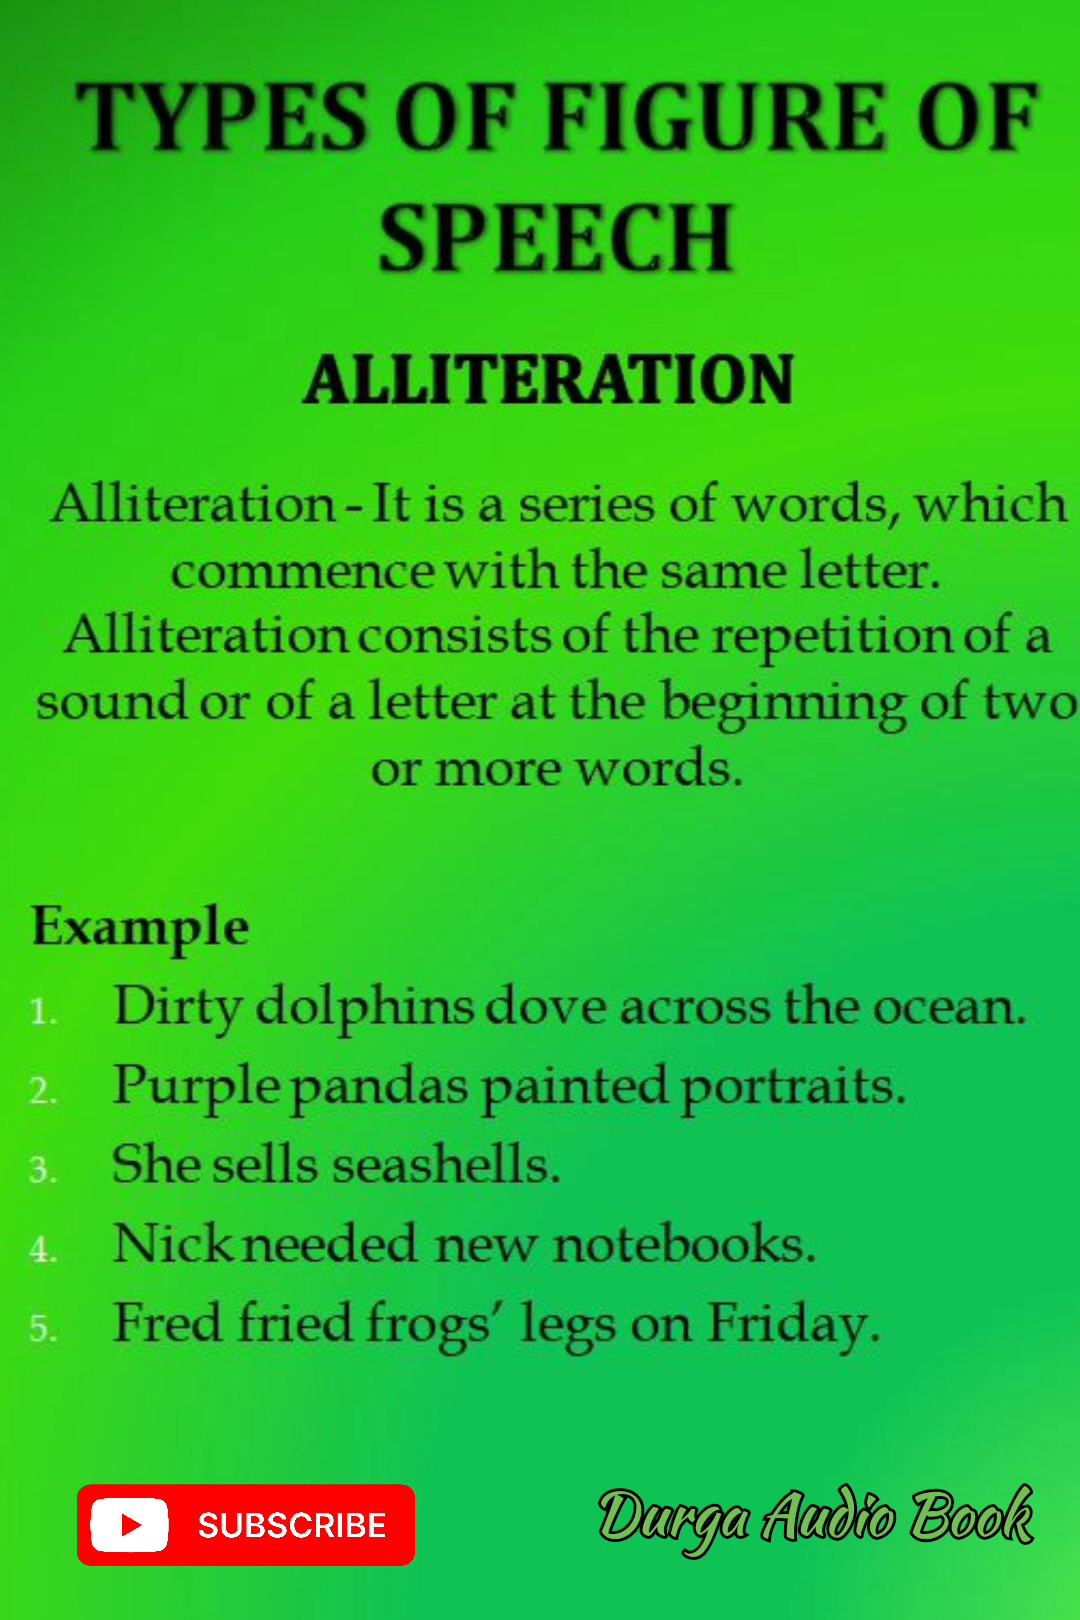 TYPES OF FIGURE OF
SPEECH
ALLITERATION
Alliteration - It is a series of words, which
commence with the same letter.
Alliteration consists of the repetition of a
sound or of a letter at the beginning of two
or more words.
Example
1. Dirty dolphins dove across the ocean.
2. Purple pandas painted portraits.
3. She sells seashells.
4. Nick needed new notebooks.
5. Fred fried frogs’ legs on Friday.
SUBSCRIBE
Durga Audio Book